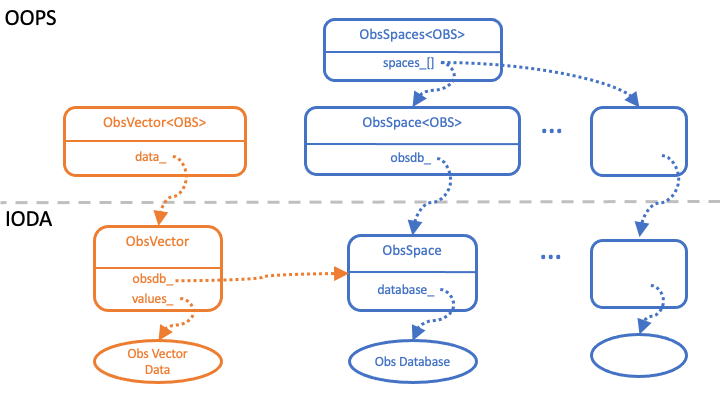 OOPS
ObsSpaces<OBS>
spaces_[]
ObsVector<OBS>
data_
ObsSpace<OBS>
obsdb_
...
IODA
ObsVector
obsdb_
values_
ObsSpace
database_
...
Obs Vector
Data
Obs Database